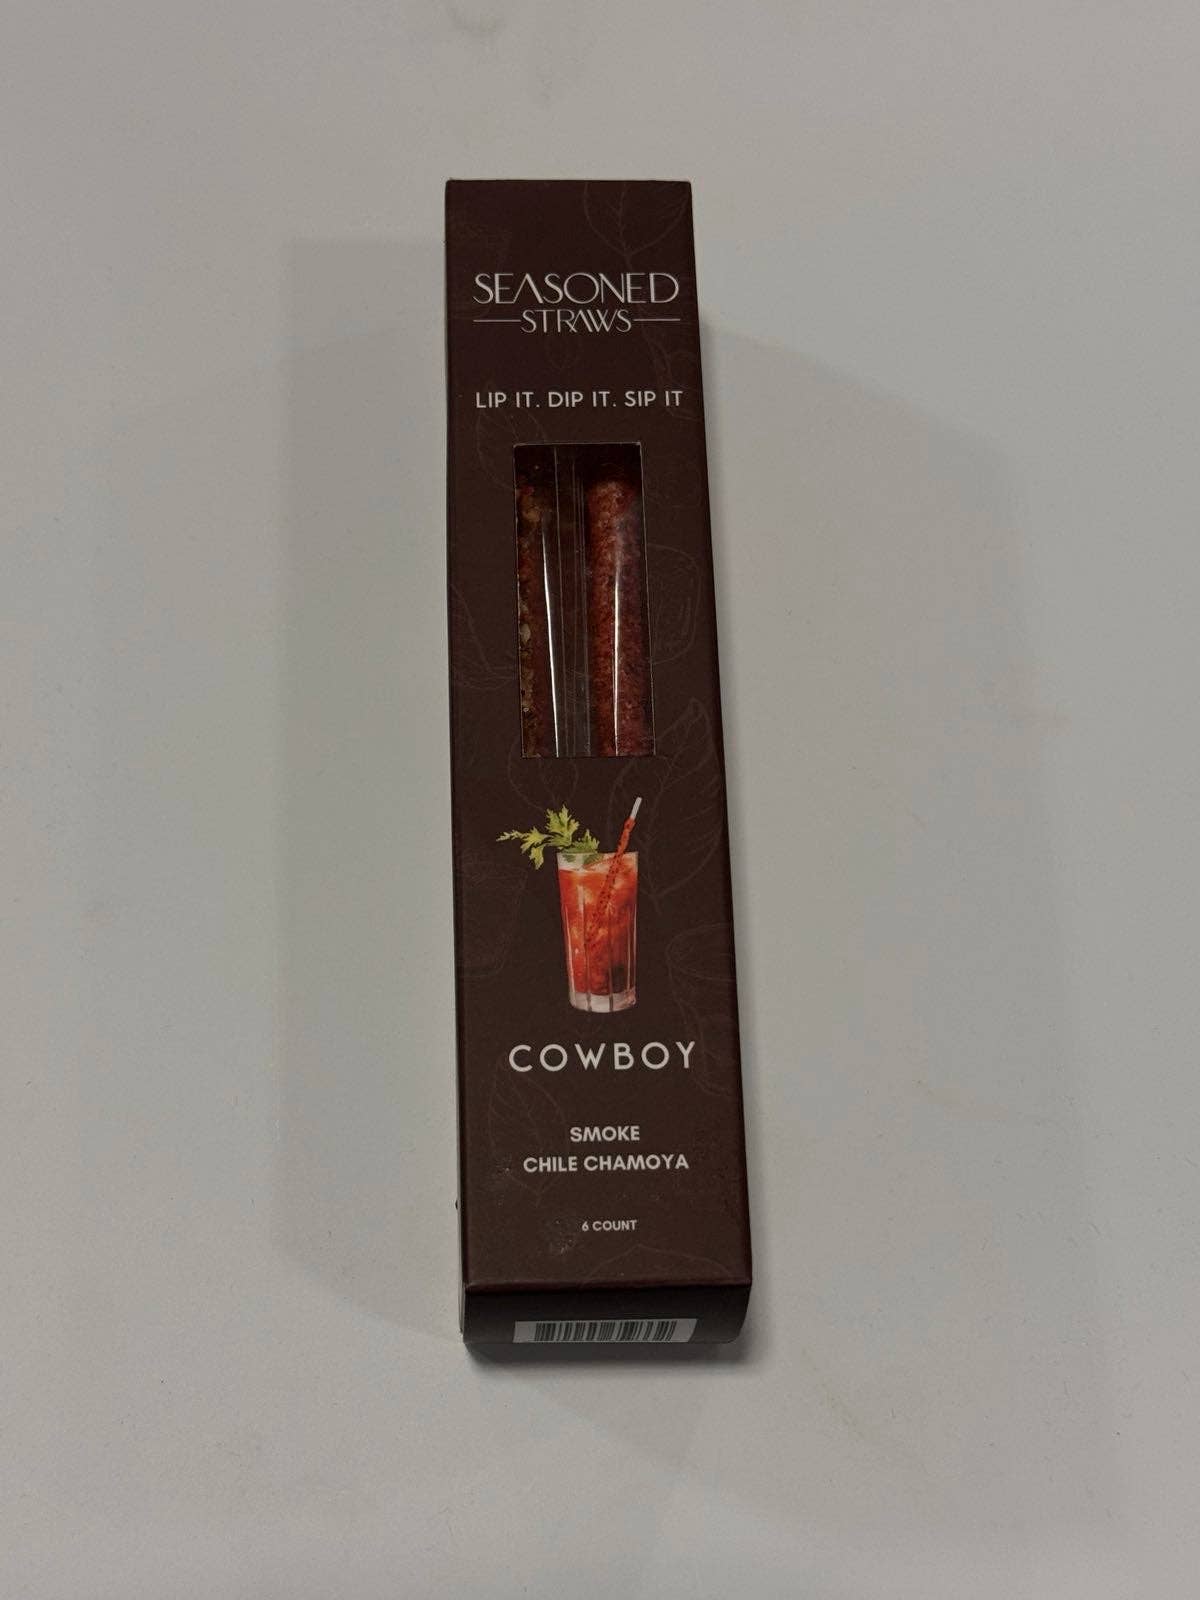 SEASONED
STRAWS
LIP IT. DIP IT. SIP IT
COWBOY
SMOKE
CHILE CHAMOYA
6 COUNT